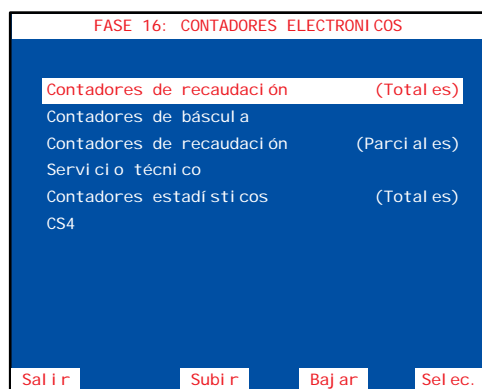 FASE 16: CONTADORES ELECTRONICOS
Contadores de recaudación (Totales)
Contadores de báscula
Contadores de recaudación (Parciales)
Servicio técnico
Contadores estadísticos (Totales)
CS4
Salir Subir Bajar Selec.